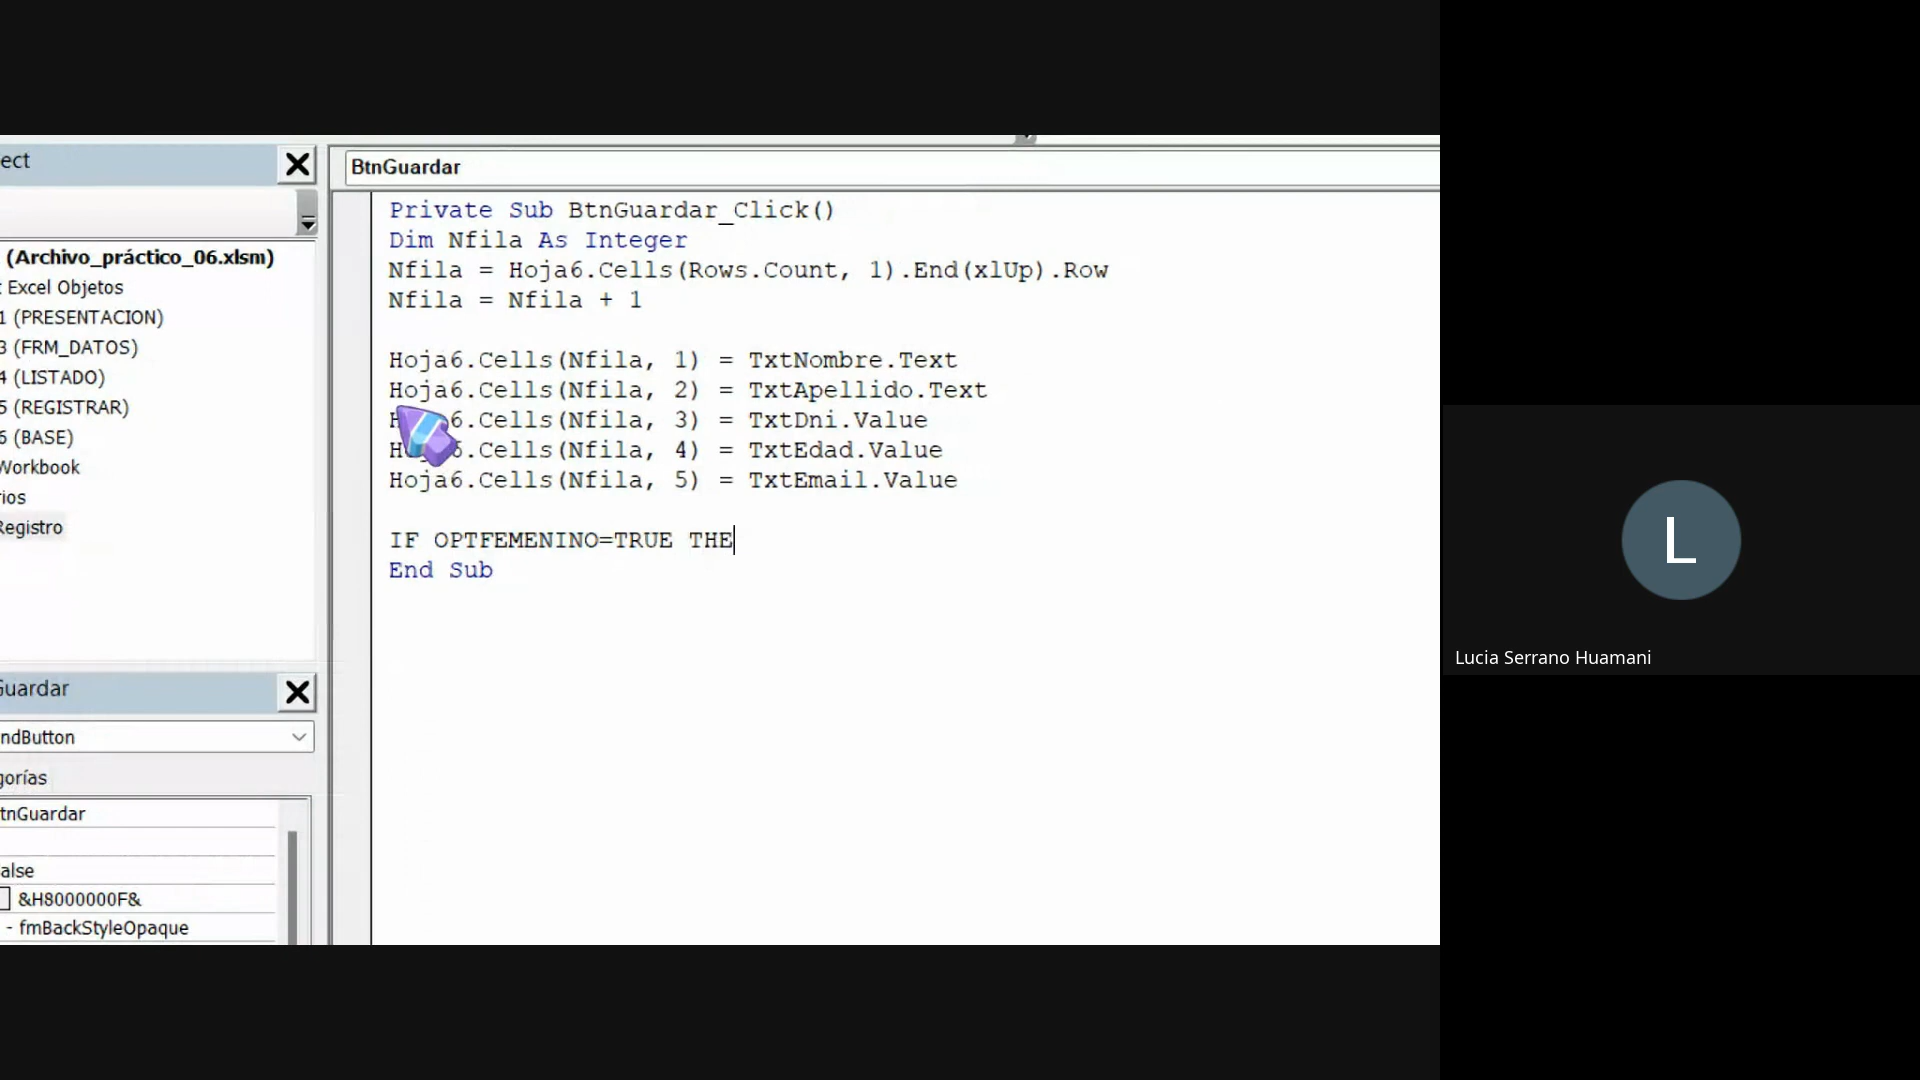 ect
(Archivo_práctico_06.xlsm)
Excel Objetos
1 (PRESENTACION)
3 (FRM_DATOS)
4 (LISTADO)
5 (REGISTRAR)
6 (BASE)
Workbook
rios
Registro
Guardar
ndButton
gorías
tnGuardar
alse
&H8000000F&
- fmBackStyleOpaque
BtnGuardar
Private Sub BtnGuardar_Click()
Dim Nfila As Integer
Nfila = Hoja6.Cells(Rows.Count, 1).End(xlUp).Row
Nfila = Nfila + 1
Hoja6.Cells(Nfila, 1) = TxtNombre.Text
Hoja6.Cells(Nfila, 2) = TxtApellido.Text
6.Cells(Nfila, 3) = TxtDni.Value
.Cells(Nfila, 4) = TxtEdad.Value
Hoja6.Cells(Nfila, 5) = TxtEmail.Value
IF OPTFEMENINO=TRUE THE
End Sub
L
Lucia Serrano Huamani